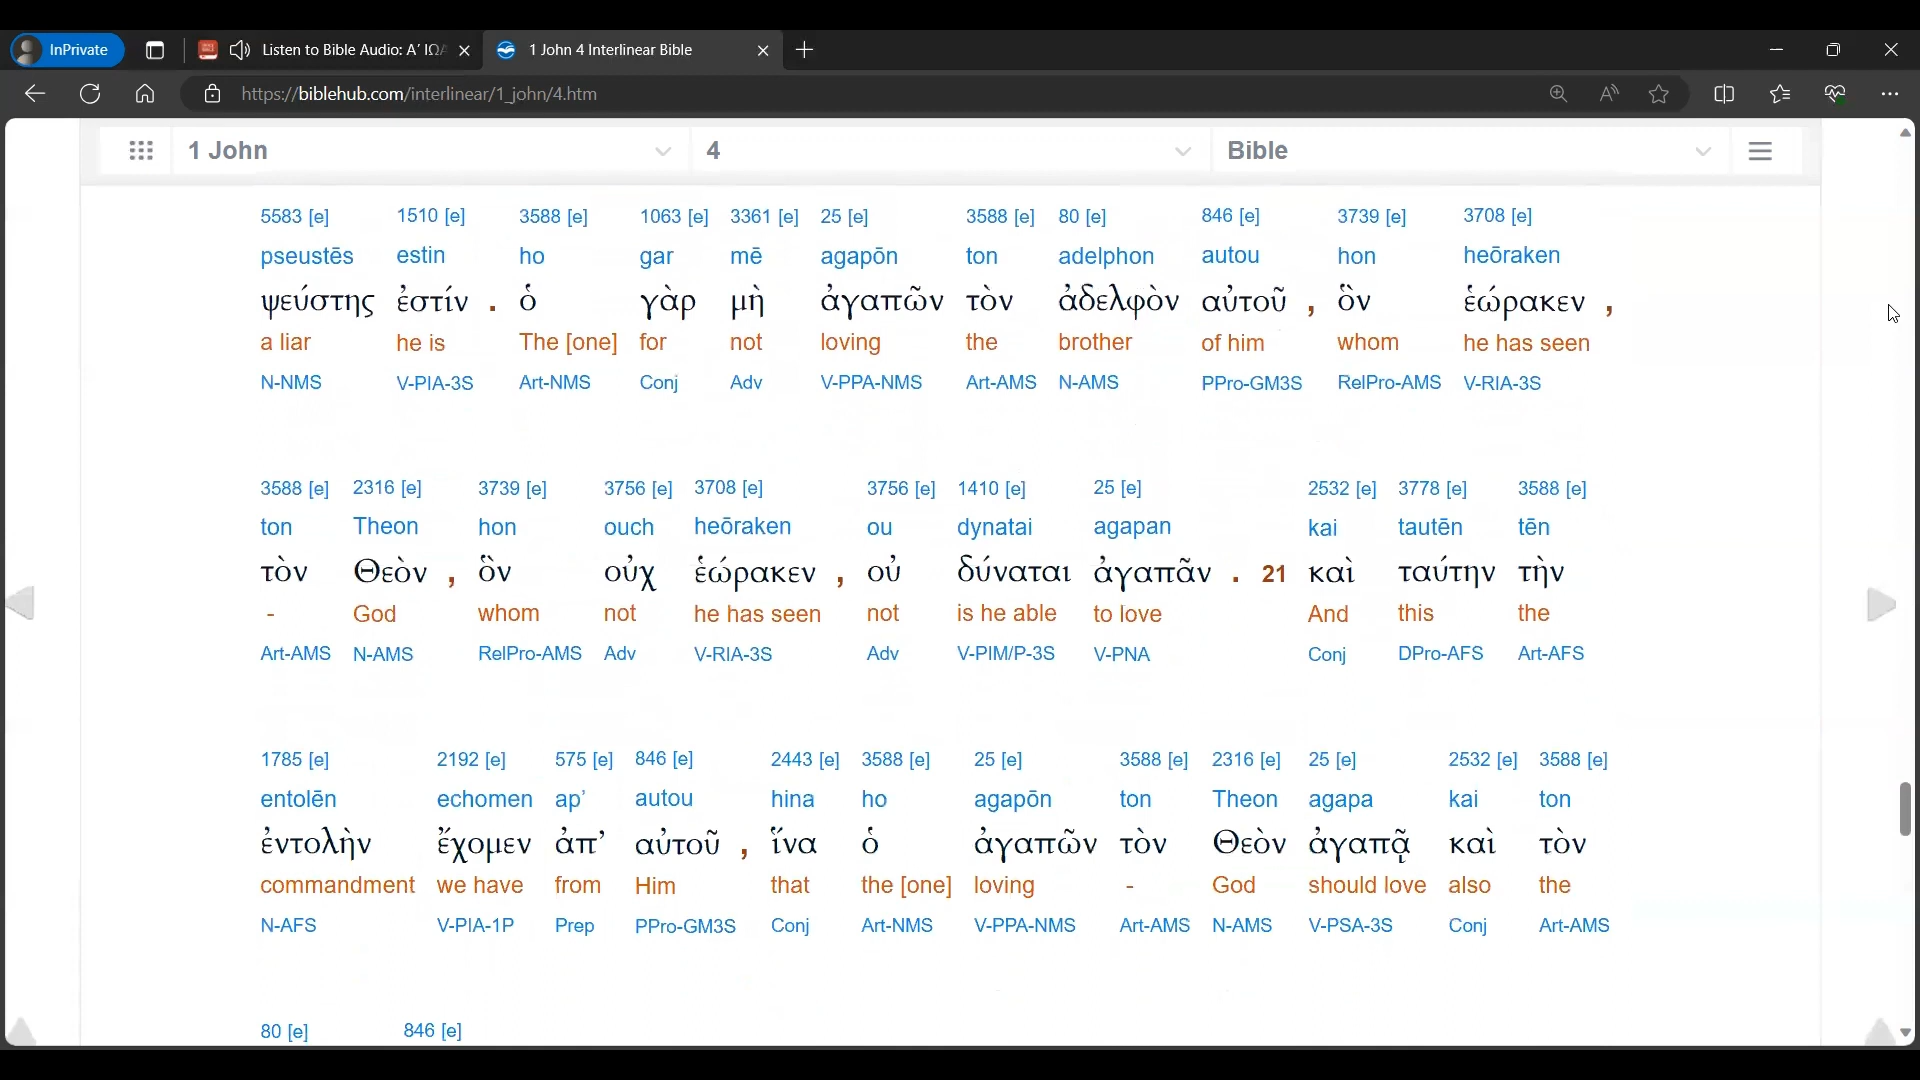 InPrivate Listen to Bible Audio: Α΄ ΙΩΑ 1 John 4 Interlinear Bible
https://biblehub.com/interlinear/1_john/4.htm
1 John 4 Bible
5583 [e] 1510 [e] 3588 [e] 1063 [e] 3361 [e] 25 [e] 3588 [e] 80 [e] 846 [e] 3739 [e] 3708 [e]
pseustēs estin ho gar mē agapōn ton adelphon autou hon heōraken
ψεύστης ἐστίν . ὁ γὰρ μὴ ἀγαπῶν τὸν ἀδελφὸν αὐτοῦ , ὃν ἑώρακεν ,
a liar he is The [one] for not loving the brother of him whom he has seen
N-NMS V-PIA-3S Art-NMS Conj Adv V-PPA-NMS Art-AMS N-AMS PPro-GM3S RelPro-AMS V-RIA-3S
3588 [e] 2316 [e] 3739 [e] 3756 [e] 3708 [e] 3756 [e] 1410 [e] 25 [e] 2532 [e] 3778 [e] 3588 [e]
ton Theon hon ouch heōraken ou dynatai agapan kai tautēn tēn
τὸν Θεὸν , ὃν οὐχ ἑώρακεν , οὐ δύναται ἀγαπᾶν . 21 καὶ ταύτην τὴν
- God whom not he has seen not is he able to love And this the
Art-AMS N-AMS RelPro-AMS Adv V-RIA-3S Adv V-PIM/P-3S V-PNA Conj DPro-AFS Art-AFS
1785 [e] 2192 [e] 575 [e] 846 [e] 2443 [e] 3588 [e] 25 [e] 3588 [e] 2316 [e] 25 [e] 2532 [e] 3588 [e]
entolēn echomen ap’ autou hina ho agapōn ton Theon agapa kai ton
ἐντολὴν ἔχομεν ἀπ’ αὐτοῦ , ἵνα ὁ ἀγαπῶν τὸν Θεὸν ἀγαπᾷ καὶ τὸν
commandment we have from Him that the [one] loving - God should love also the
N-AFS V-PIA-1P Prep PPro-GM3S Conj Art-NMS V-PPA-NMS Art-AMS N-AMS V-PSA-3S Conj Art-AMS
80 [e] 846 [e]